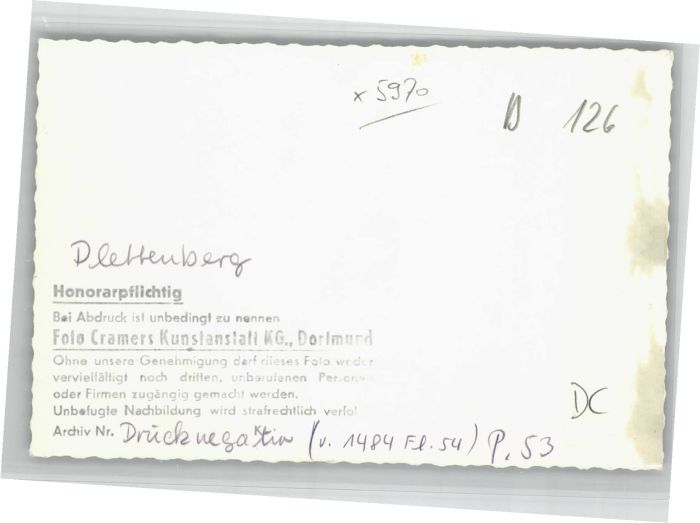 x 5970
D 126
Plettenberg
Honorarpflichtig
Bei Abdruck ist unbedingt zu nennen
Foto Cramers Kunstanstalt KG., Dortmund
Ohne unsere Genehmigung darf dieses Foto weder
vervielfältigt noch dritten, unberufenen Person
oder Firmen zugängig gemacht werden.
Unbefugte Nachbildung wird strafrechtlich verfol
DC
Archiv Nr. Drucknegativ (v. 1484 Fl. 54) P. 53